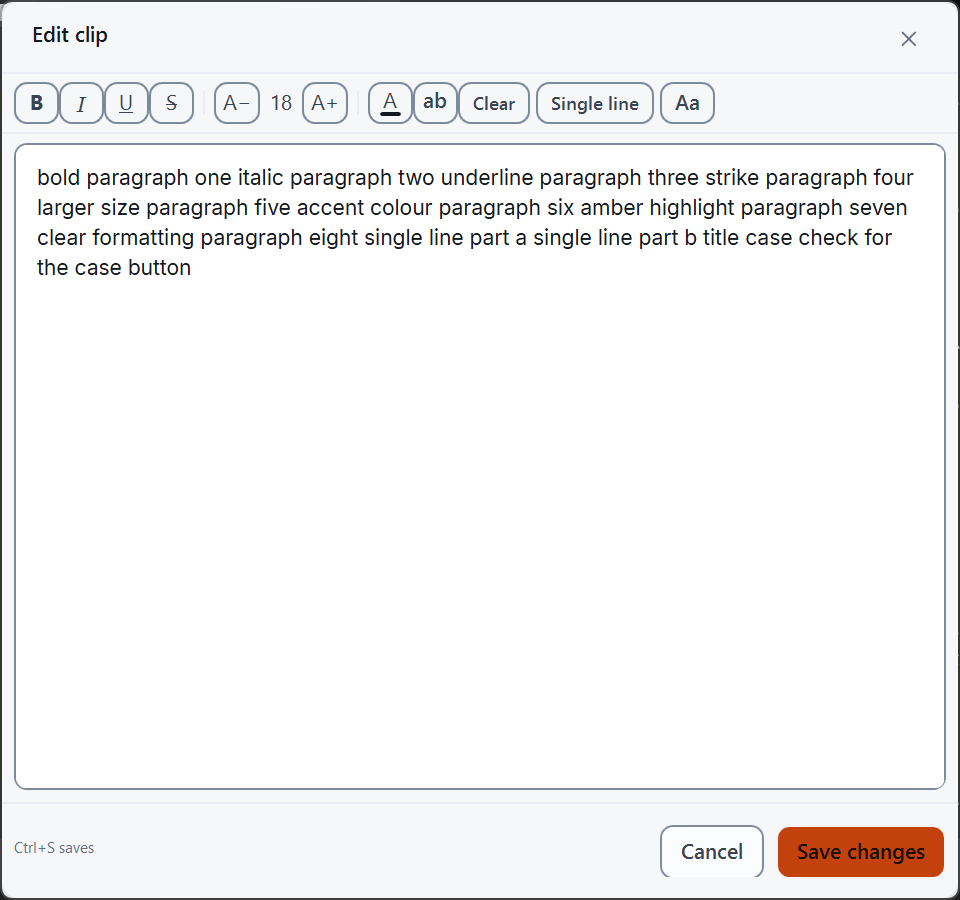 Edit clip
B I U S A− 18 A+ A ab Clear Single line Aa
bold paragraph one italic paragraph two underline paragraph three strike paragraph four
larger size paragraph five accent colour paragraph six amber highlight paragraph seven
clear formatting paragraph eight single line part a single line part b title case check for
the case button
Ctrl+S saves
Cancel Save changes